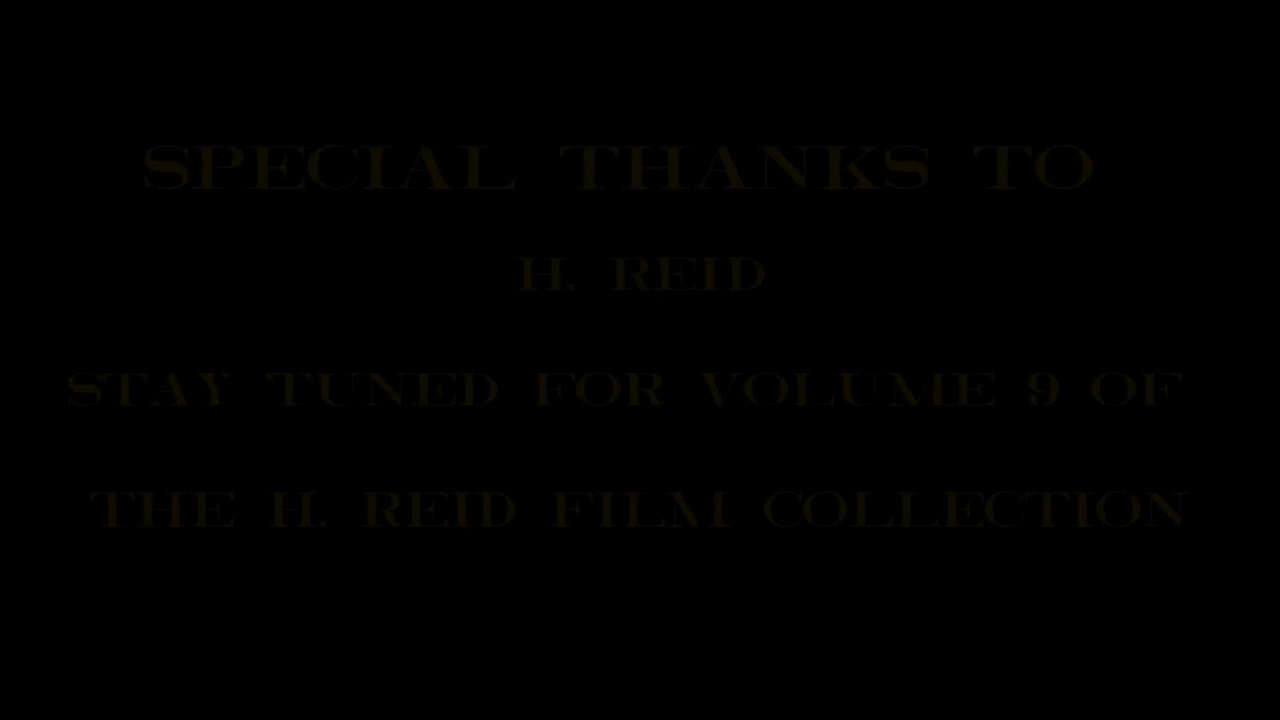 SPECIAL THANKS TO
H. REID
STAY TUNED FOR VOLUME 9 OF
THE H. REID FILM COLLECTION